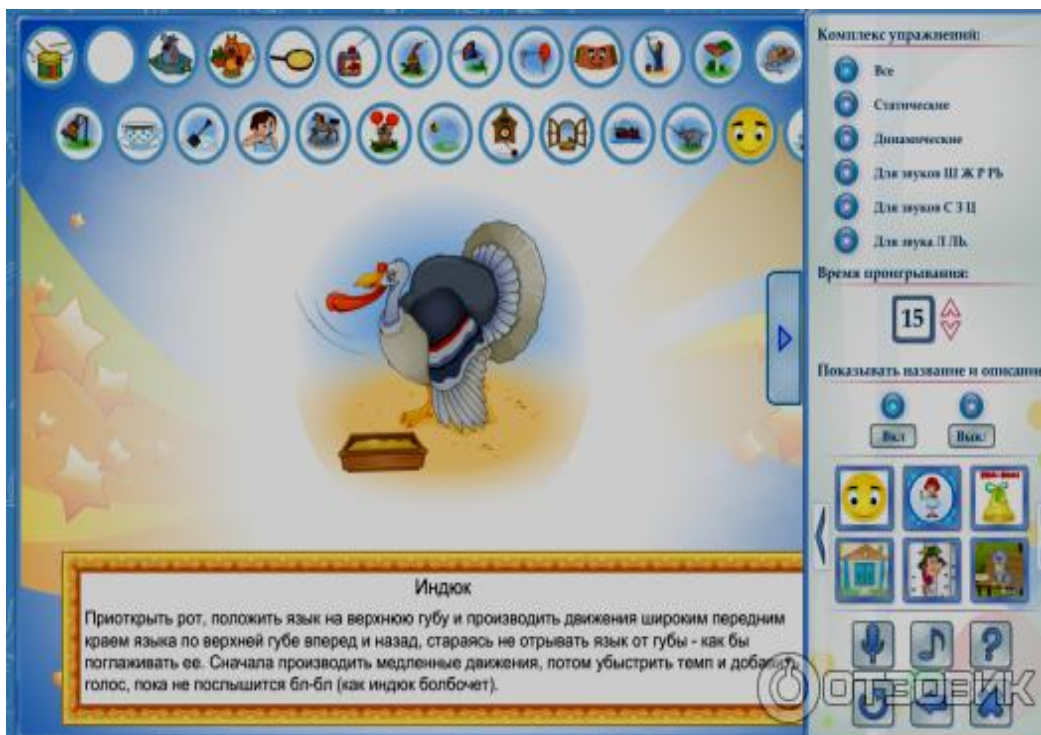 Комплекс упражнений:
Все
Статические
Динамические
Для звуков Ш Ж Р РЬ
Для звуков С З Ц
Для звука Л ЛЬ
Время проигрывания:
15
Показывать название и описание
Вкл
Выкл
Индюк
Приоткрыть рот, положить язык на верхнюю губу и производить движения широким передним
краем языка по верхней губе вперед и назад, стараясь не отрывать язык от губы - как бы
поглаживать ее. Сначала производить медленные движения, потом убыстрить темп и добавить
голос, пока не послышится бл-бл (как индюк болбочет).
ОТЗОВИК